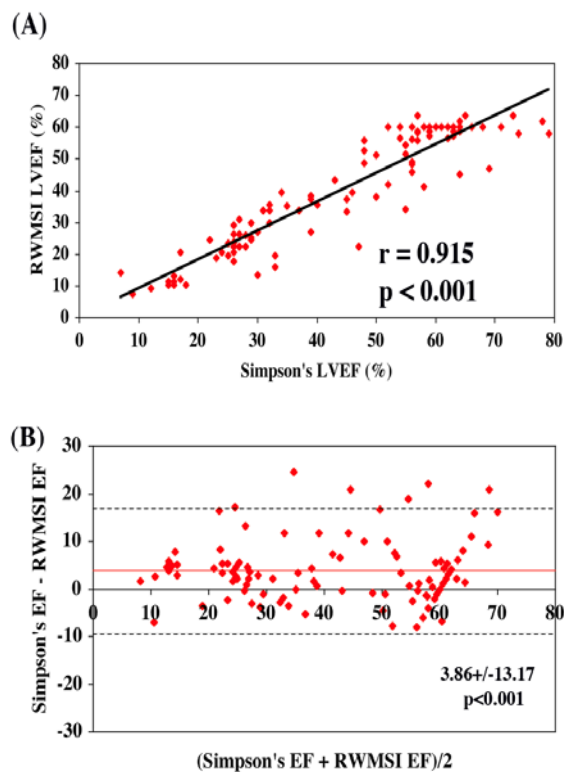 (A)
80
70
60
50
40
30
20
10
0
RWMSI LVEF (%)
r = 0.915
p < 0.001
0 10 20 30 40 50 60 70 80
Simpson's LVEF (%)
(B)
30
20
10
0
-10
-20
-30
Simpson's EF - RWMSI EF
0 10 20 30 40 50 60 70 80
3.86+/-13.17
p<0.001
(Simpson's EF + RWMSI EF)/2